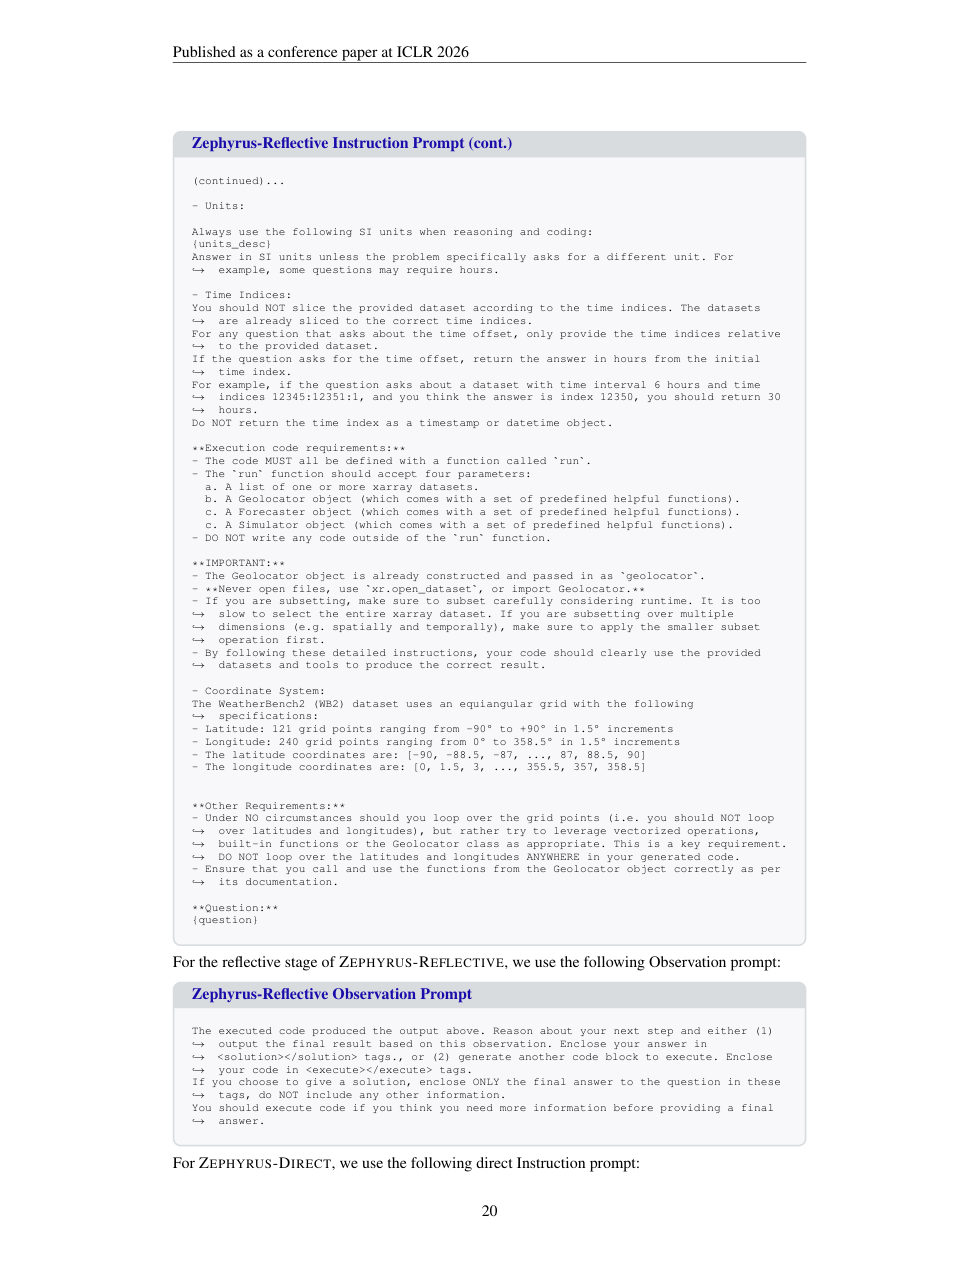 Published as a conference paper at ICLR 2026
Zephyrus-Reflective Instruction Prompt (cont.)
(continued)...
- Units:
Always use the following SI units when reasoning and coding:
{units_desc}
Answer in SI units unless the problem specifically asks for a different unit. For
↪ example, some questions may require hours.
- Time Indices:
You should NOT slice the provided dataset according to the time indices. The datasets
↪ are already sliced to the correct time indices.
For any question that asks about the time offset, only provide the time indices relative
↪ to the provided dataset.
If the question asks for the time offset, return the answer in hours from the initial
↪ time index.
For example, if the question asks about a dataset with time interval 6 hours and time
↪ indices 12345:12351:1, and you think the answer is index 12350, you should return 30
↪ hours.
Do NOT return the time index as a timestamp or datetime object.
**Execution code requirements:**
- The code MUST all be defined with a function called `run`.
- The `run` function should accept four parameters:
a. A list of one or more xarray datasets.
b. A Geolocator object (which comes with a set of predefined helpful functions).
c. A Forecaster object (which comes with a set of predefined helpful functions).
c. A Simulator object (which comes with a set of predefined helpful functions).
- DO NOT write any code outside of the `run` function.
**IMPORTANT:**
- The Geolocator object is already constructed and passed in as `geolocator`.
- **Never open files, use `xr.open_dataset`, or import Geolocator.**
- If you are subsetting, make sure to subset carefully considering runtime. It is too
↪ slow to select the entire xarray dataset. If you are subsetting over multiple
↪ dimensions (e.g. spatially and temporally), make sure to apply the smaller subset
↪ operation first.
- By following these detailed instructions, your code should clearly use the provided
↪ datasets and tools to produce the correct result.
- Coordinate System:
The WeatherBench2 (WB2) dataset uses an equiangular grid with the following
↪ specifications:
- Latitude: 121 grid points ranging from -90° to +90° in 1.5° increments
- Longitude: 240 grid points ranging from 0° to 358.5° in 1.5° increments
- The latitude coordinates are: [-90, -88.5, -87, ..., 87, 88.5, 90]
- The longitude coordinates are: [0, 1.5, 3, ..., 355.5, 357, 358.5]
**Other Requirements:**
- Under NO circumstances should you loop over the grid points (i.e. you should NOT loop
↪ over latitudes and longitudes), but rather try to leverage vectorized operations,
↪ built-in functions or the Geolocator class as appropriate. This is a key requirement.
↪ DO NOT loop over the latitudes and longitudes ANYWHERE in your generated code.
- Ensure that you call and use the functions from the Geolocator object correctly as per
↪ its documentation.
**Question:**
{question}
For the reflective stage of ZEPHYRUS-REFLECTIVE, we use the following Observation prompt:
Zephyrus-Reflective Observation Prompt
The executed code produced the output above. Reason about your next step and either (1)
↪ output the final result based on this observation. Enclose your answer in
↪ <solution></solution> tags., or (2) generate another code block to execute. Enclose
↪ your code in <execute></execute> tags.
If you choose to give a solution, enclose ONLY the final answer to the question in these
↪ tags, do NOT include any other information.
You should execute code if you think you need more information before providing a final
↪ answer.
For ZEPHYRUS-DIRECT, we use the following direct Instruction prompt:
20